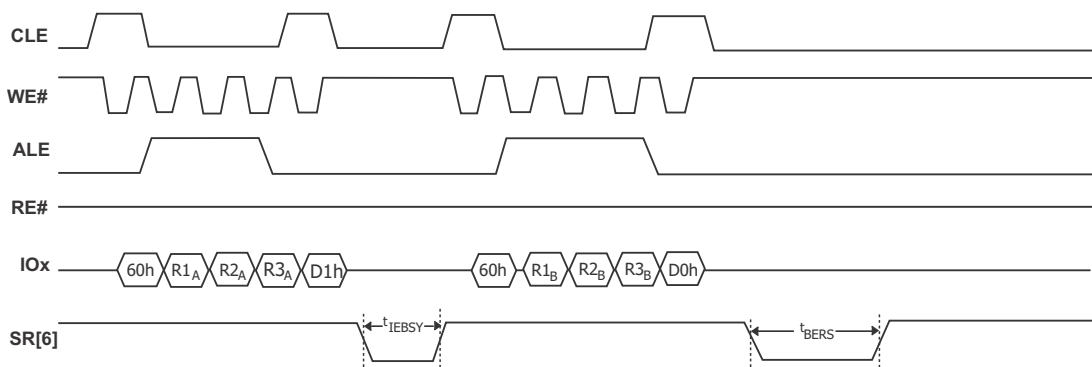 CLE
WE#
ALE
RE#
IOx 60h R1A R2A R3A D1h 60h R1B R2B R3B D0h
SR[6] tIEBSY tBERS